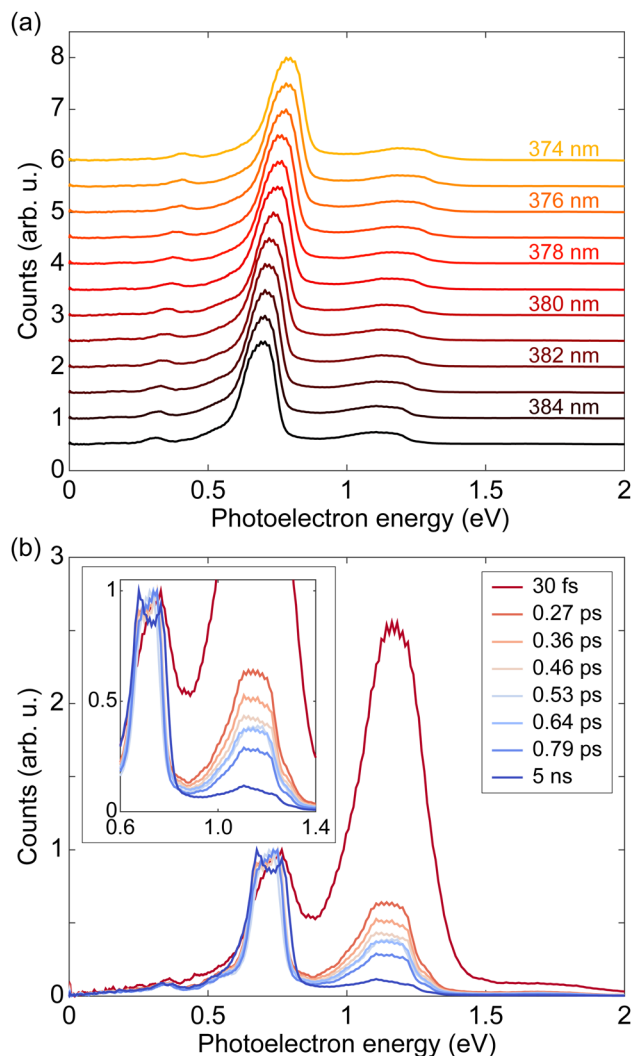 (a)
8
7
6
5
4
3
2
1
0
Counts (arb. u.)
374 nm
376 nm
378 nm
380 nm
382 nm
384 nm
0 0.5 1 1.5 2
Photoelectron energy (eV)
(b)
3
2
1
0
Counts (arb. u.)
1
0.5
0
0.6 1.0 1.4
30 fs
0.27 ps
0.36 ps
0.46 ps
0.53 ps
0.64 ps
0.79 ps
5 ns
0 0.5 1 1.5 2
Photoelectron energy (eV)